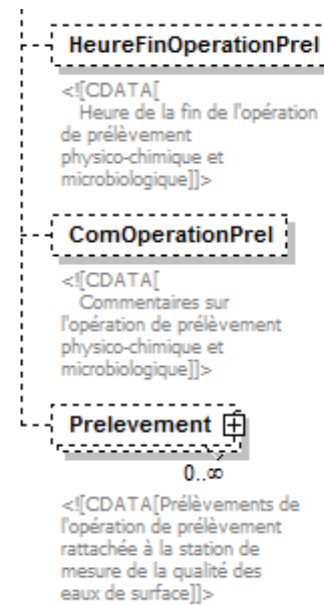 HeureFinOperationPrel
<![CDATA[
Heure de la fin de l'opération
de prélèvement
physico-chimique et
microbiologique]]>
ComOperationPrel
<![CDATA[
Commentaires sur
l'opération de prélèvement
physico-chimique et
microbiologique]]>
Prelevement
0..∞
<![CDATA[Prélèvements de
l'opération de prélèvement
rattachée à la station de
mesure de la qualité des
eaux de surface]]>